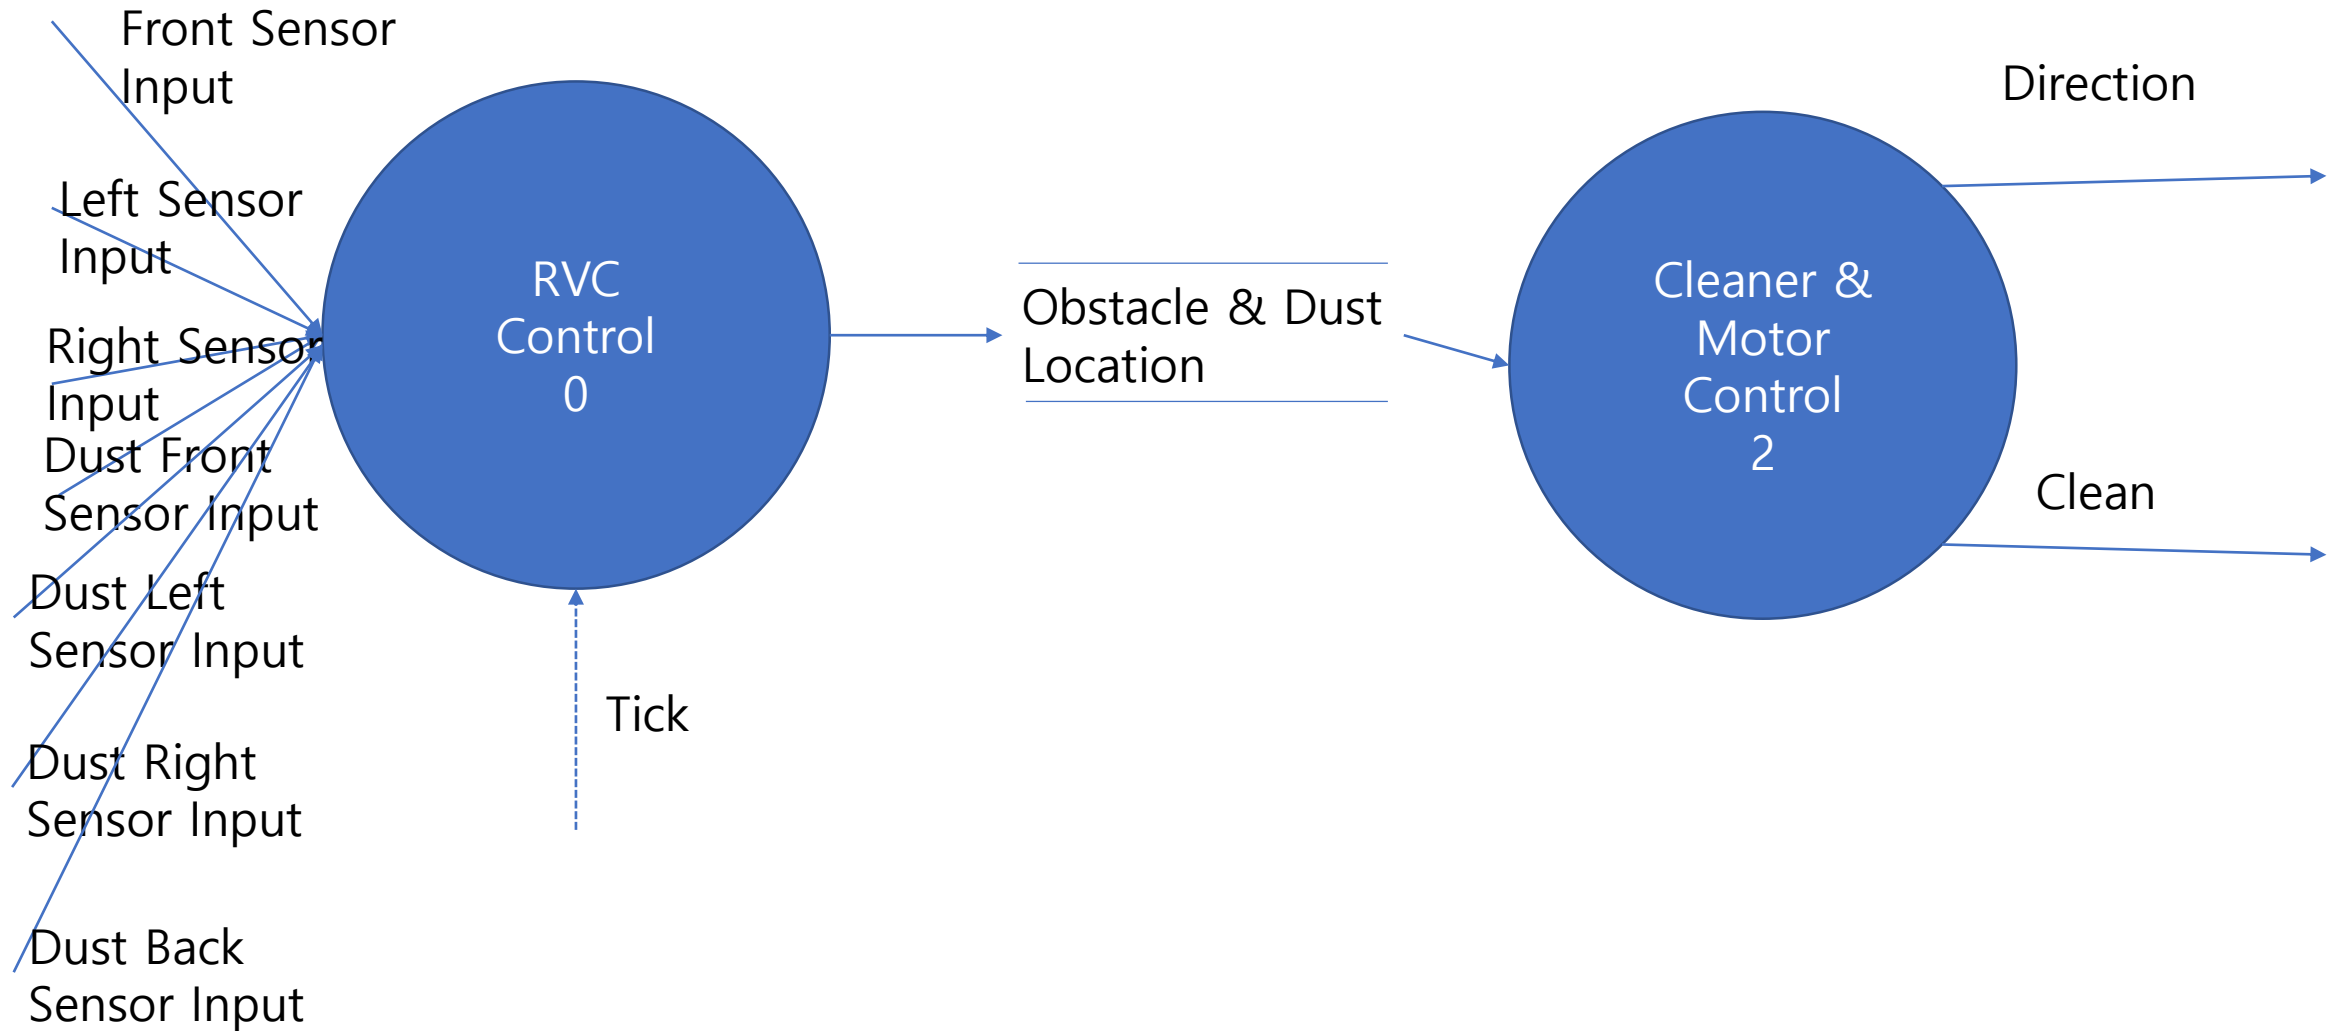 Front Sensor
Input
Left Sensor
Input
Right Sensor
Input
Dust Front
Sensor Input
Dust Left
Sensor Input
Dust Right
Sensor Input
Dust Back
Sensor Input
RVC
Control
0
Tick
Obstacle & Dust
Location
Cleaner &
Motor
Control
2
Direction
Clean